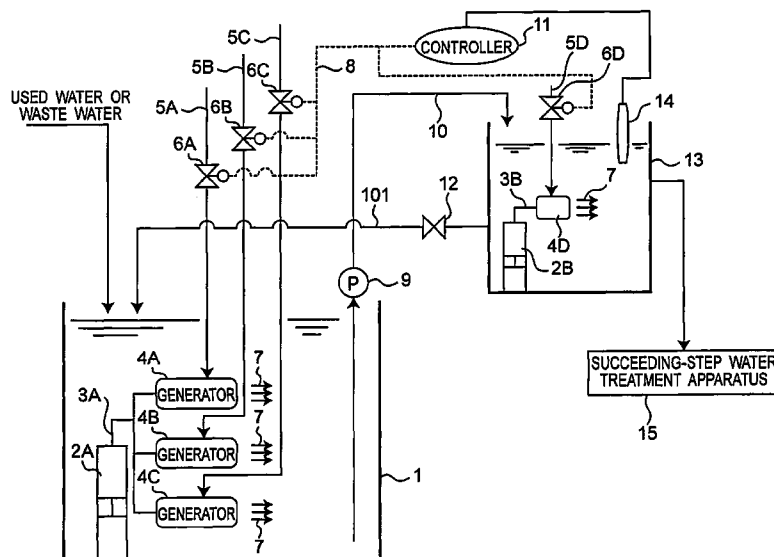 5C
5B
5A
6C
6B
6A
8
CONTROLLER
11
5D
6D
14
10
13
USED WATER OR
WASTE WATER
101
12
3B
7
4D
2B
P
9
4A
7
GENERATOR
3A
4B
7
GENERATOR
2A
4C
GENERATOR
7
1
SUCCEEDING-STEP WATER
TREATMENT APPARATUS
15